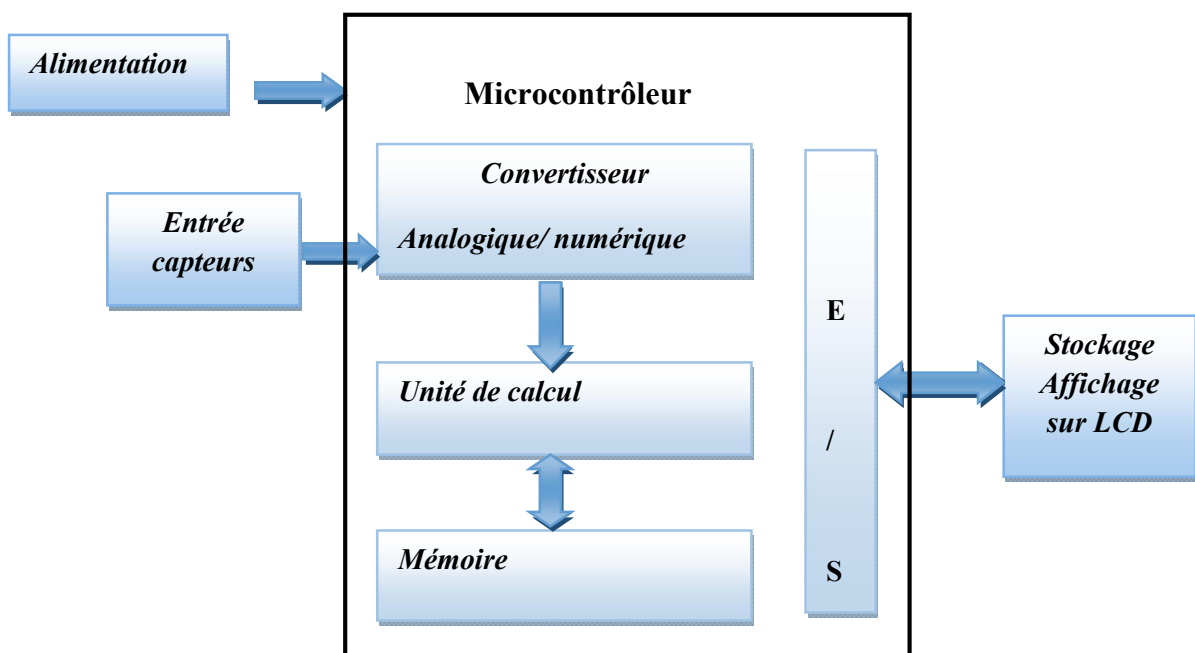 Alimentation
Microcontrôleur
Convertisseur
Analogique/ numérique
Entrée
capteurs
Unité de calcul
Mémoire
E
/
S
Stockage
Affichage
sur LCD